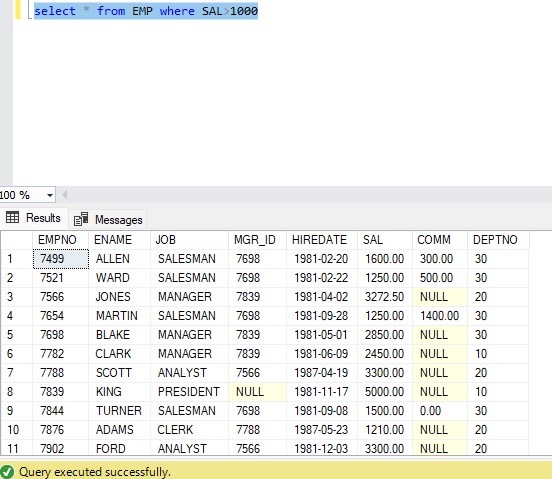 select * from EMP where SAL>1000
100 %
Results Messages
EMPNO ENAME JOB MGR_ID HIREDATE SAL COMM DEPTNO
1 7499 ALLEN SALESMAN 7698 1981-02-20 1600.00 300.00 30
2 7521 WARD SALESMAN 7698 1981-02-22 1250.00 500.00 30
3 7566 JONES MANAGER 7839 1981-04-02 3272.50 NULL 20
4 7654 MARTIN SALESMAN 7698 1981-09-28 1250.00 1400.00 30
5 7698 BLAKE MANAGER 7839 1981-05-01 2850.00 NULL 30
6 7782 CLARK MANAGER 7839 1981-06-09 2450.00 NULL 10
7 7788 SCOTT ANALYST 7566 1987-04-19 3300.00 NULL 20
8 7839 KING PRESIDENT NULL 1981-11-17 5000.00 NULL 10
9 7844 TURNER SALESMAN 7698 1981-09-08 1500.00 0.00 30
10 7876 ADAMS CLERK 7788 1987-05-23 1210.00 NULL 20
11 7902 FORD ANALYST 7566 1981-12-03 3300.00 NULL 20
Query executed successfully.